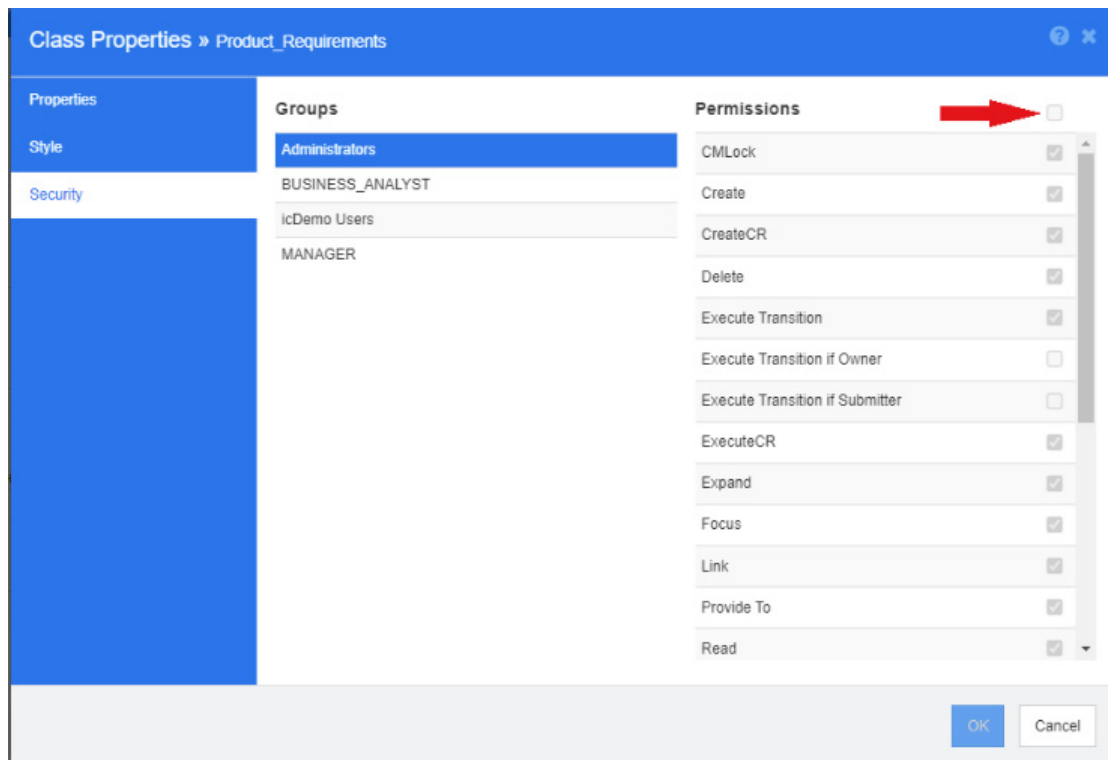 Class Properties » Product_Requirements
Properties
Style
Security
Groups
Administrators
BUSINESS_ANALYST
icDemo Users
MANAGER
Permissions
CMLock
Create
CreateCR
Delete
Execute Transition
Execute Transition if Owner
Execute Transition if Submitter
ExecuteCR
Expand
Focus
Link
Provide To
Read
OK
Cancel